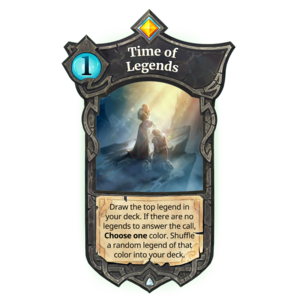 Time of
Legends
1
Draw the top legend in
your deck. If there are no
legends to answer the call,
Choose one color. Shuffle
a random legend of that
color into your deck.